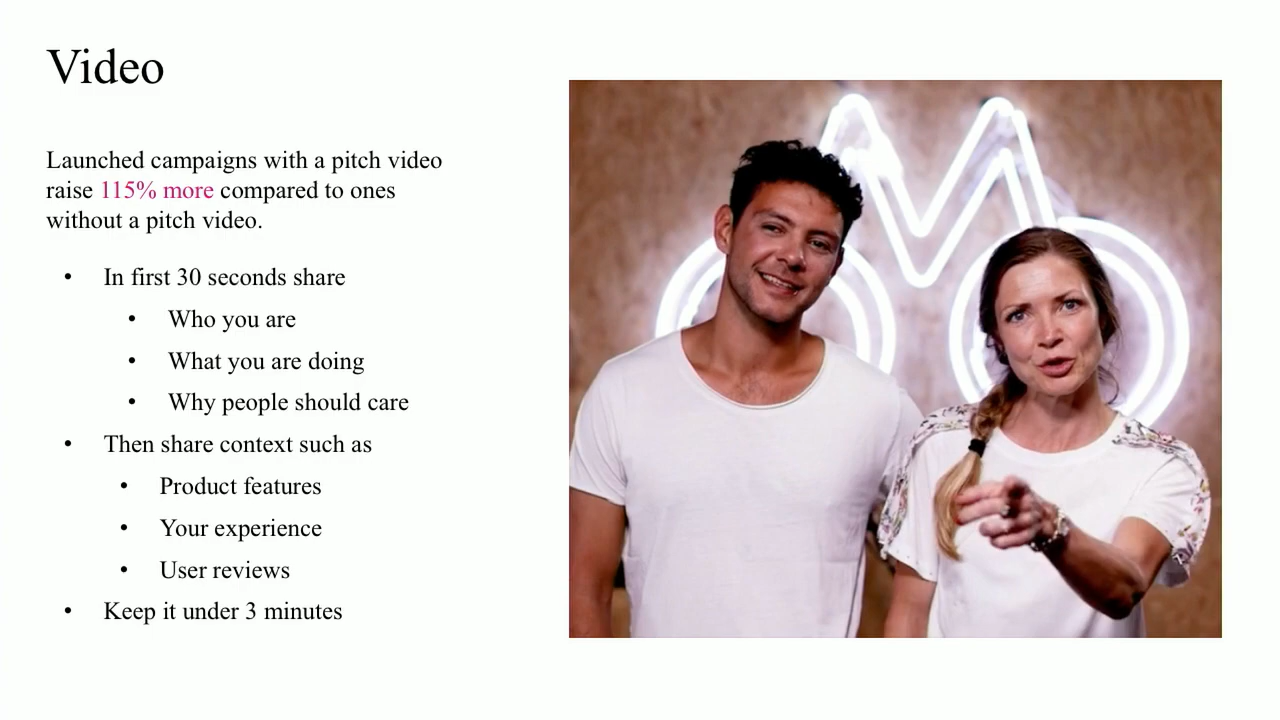 Video
Launched campaigns with a pitch video
raise 115% more compared to ones
without a pitch video.
• In first 30 seconds share
• Who you are
• What you are doing
• Why people should care
• Then share context such as
• Product features
• Your experience
• User reviews
• Keep it under 3 minutes